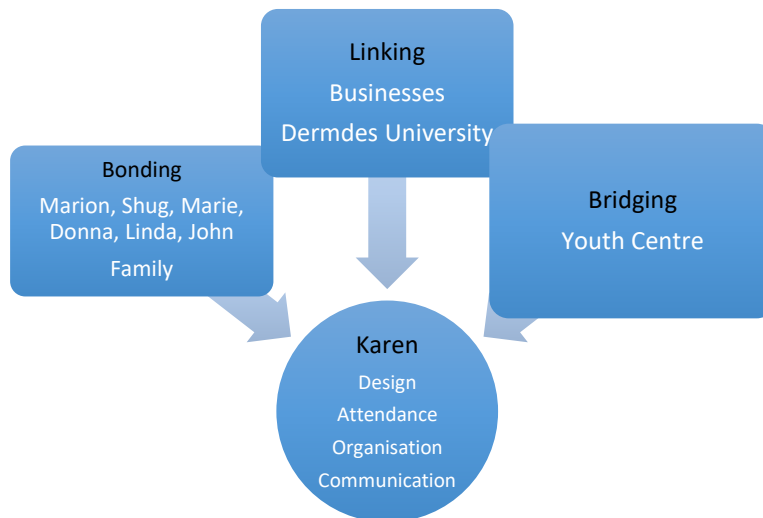 Linking
Businesses
Dermdes University
Bonding
Marion, Shug, Marie,
Donna, Linda, John
Family
Bridging
Youth Centre
Karen
Design
Attendance
Organisation
Communication